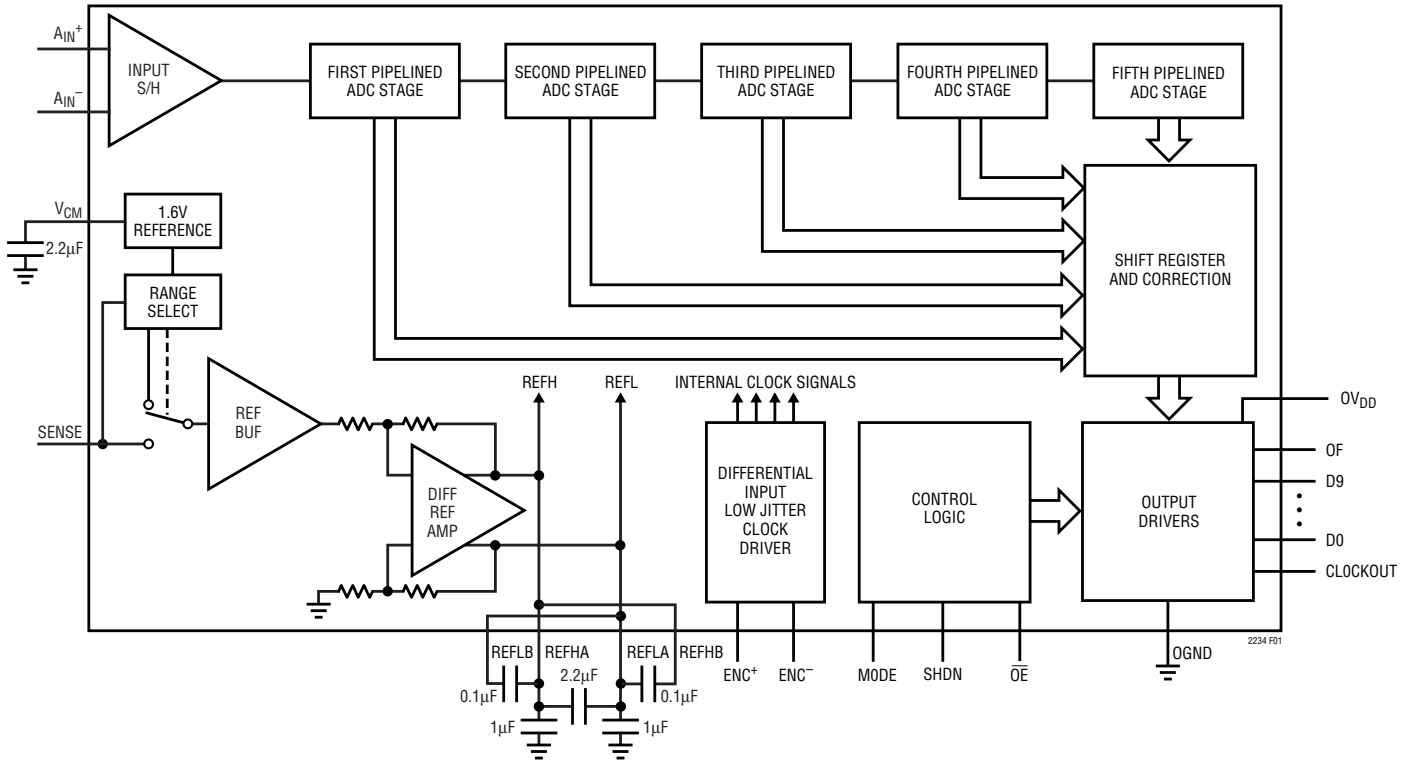 AIN+
AIN−
INPUT
S/H
FIRST PIPELINED
ADC STAGE
SECOND PIPELINED
ADC STAGE
THIRD PIPELINED
ADC STAGE
FOURTH PIPELINED
ADC STAGE
FIFTH PIPELINED
ADC STAGE
VCM
2.2µF
1.6V
REFERENCE
RANGE
SELECT
SHIFT REGISTER
AND CORRECTION
SENSE
REF
BUF
DIFF
REF
AMP
REFH
REFL
INTERNAL CLOCK SIGNALS
DIFFERENTIAL
INPUT
LOW JITTER
CLOCK
DRIVER
CONTROL
LOGIC
OUTPUT
DRIVERS
OVDD
OF
D9
D0
CLOCKOUT
2234 F01
REFLB
REFHA
REFLA
REFHB
0.1µF
2.2µF
0.1µF
1µF
1µF
ENC+
ENC−
MODE
SHDN
O̅E̅
OGND